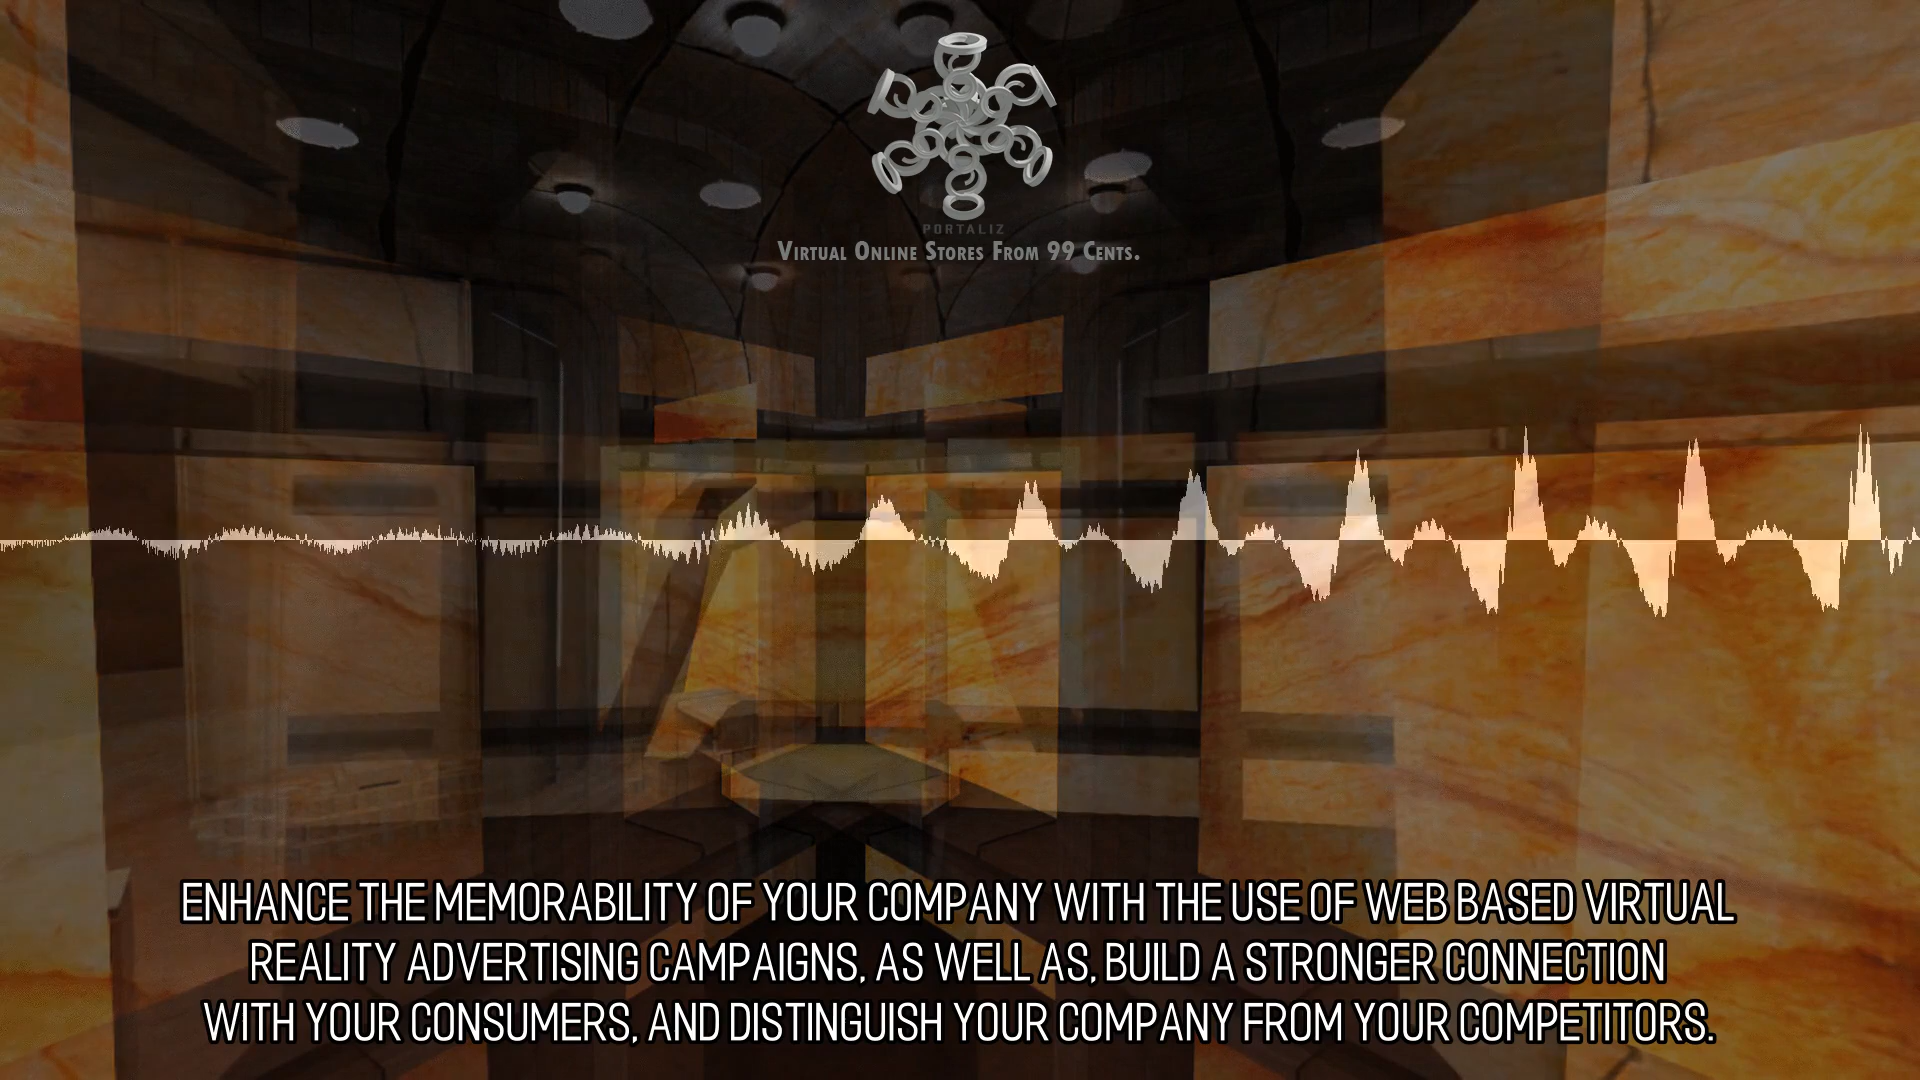 PORTALIZ
Virtual Online Stores From 99 Cents.
ENHANCE THE MEMORABILITY OF YOUR COMPANY WITH THE USE OF WEB BASED VIRTUAL
REALITY ADVERTISING CAMPAIGNS, AS WELL AS, BUILD A STRONGER CONNECTION
WITH YOUR CONSUMERS, AND DISTINGUISH YOUR COMPANY FROM YOUR COMPETITORS.